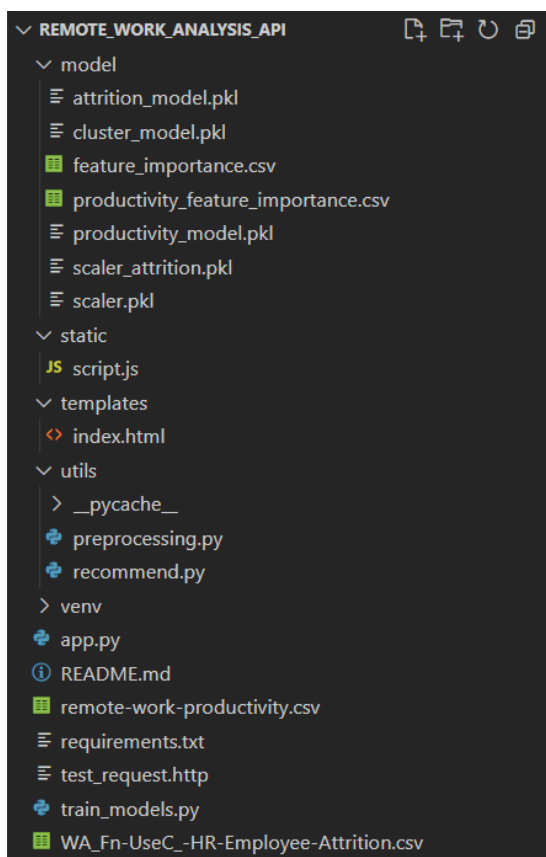 REMOTE_WORK_ANALYSIS_API
model
attrition_model.pkl
cluster_model.pkl
feature_importance.csv
productivity_feature_importance.csv
productivity_model.pkl
scaler_attrition.pkl
scaler.pkl
static
JS script.js
templates
index.html
utils
__pycache__
preprocessing.py
recommend.py
venv
app.py
README.md
remote-work-productivity.csv
requirements.txt
test_request.http
train_models.py
WA_Fn-UseC_-HR-Employee-Attrition.csv